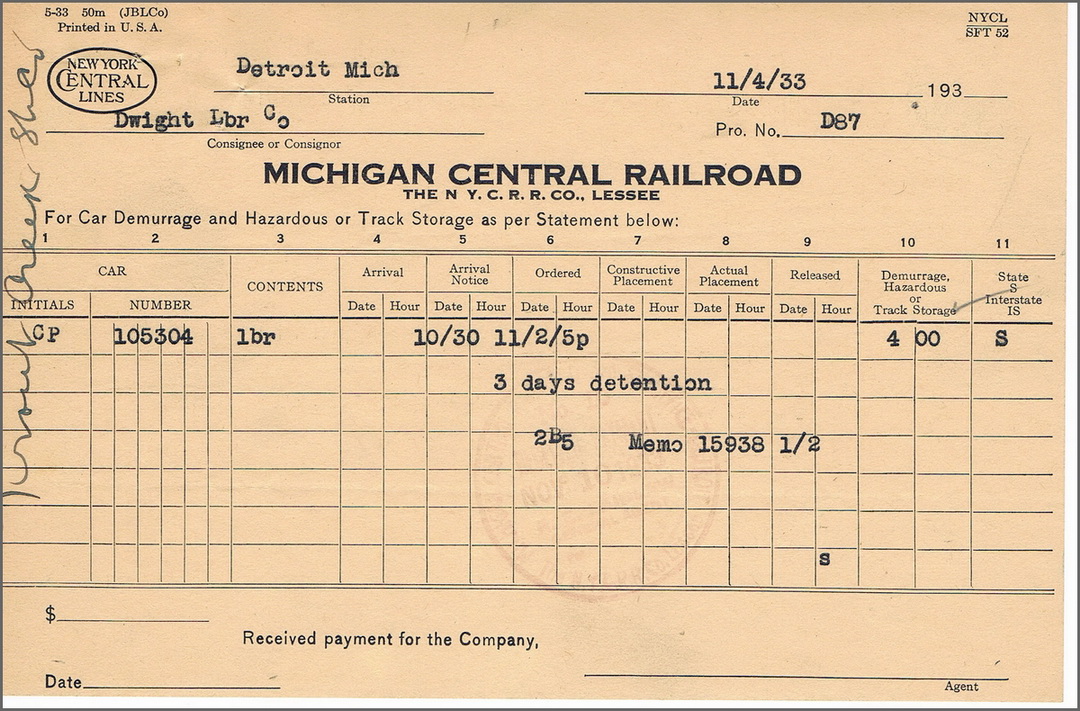 5-33 50m (JBLCo)
Printed in U. S. A.
NYCL
SFT 52
NEW YORK
CENTRAL
LINES
Detroit Mich
Station
11/4/33 193
Date
Dwight Lbr Co
Consignee or Consignor
Pro. No. D87
MICHIGAN CENTRAL RAILROAD
THE N Y. C. R. R. CO., LESSEE
For Car Demurrage and Hazardous or Track Storage as per Statement below:
1 2 3 4 5 6 7 8 9 10 11
CAR
INITIALS NUMBER
CONTENTS
Arrival
Date Hour
Arrival Notice
Date Hour
Ordered
Date Hour
Constructive Placement
Date Hour
Actual Placement
Date Hour
Released
Date Hour
Demurrage,
Hazardous
or
Track Storage
State
S
Interstate
IS
CP 105304 lbr 10/30 11/2/5p 4 00 S
3 days detention
2B5 Memo 15938 1/2
S
$
Received payment for the Company,
Date
Agent